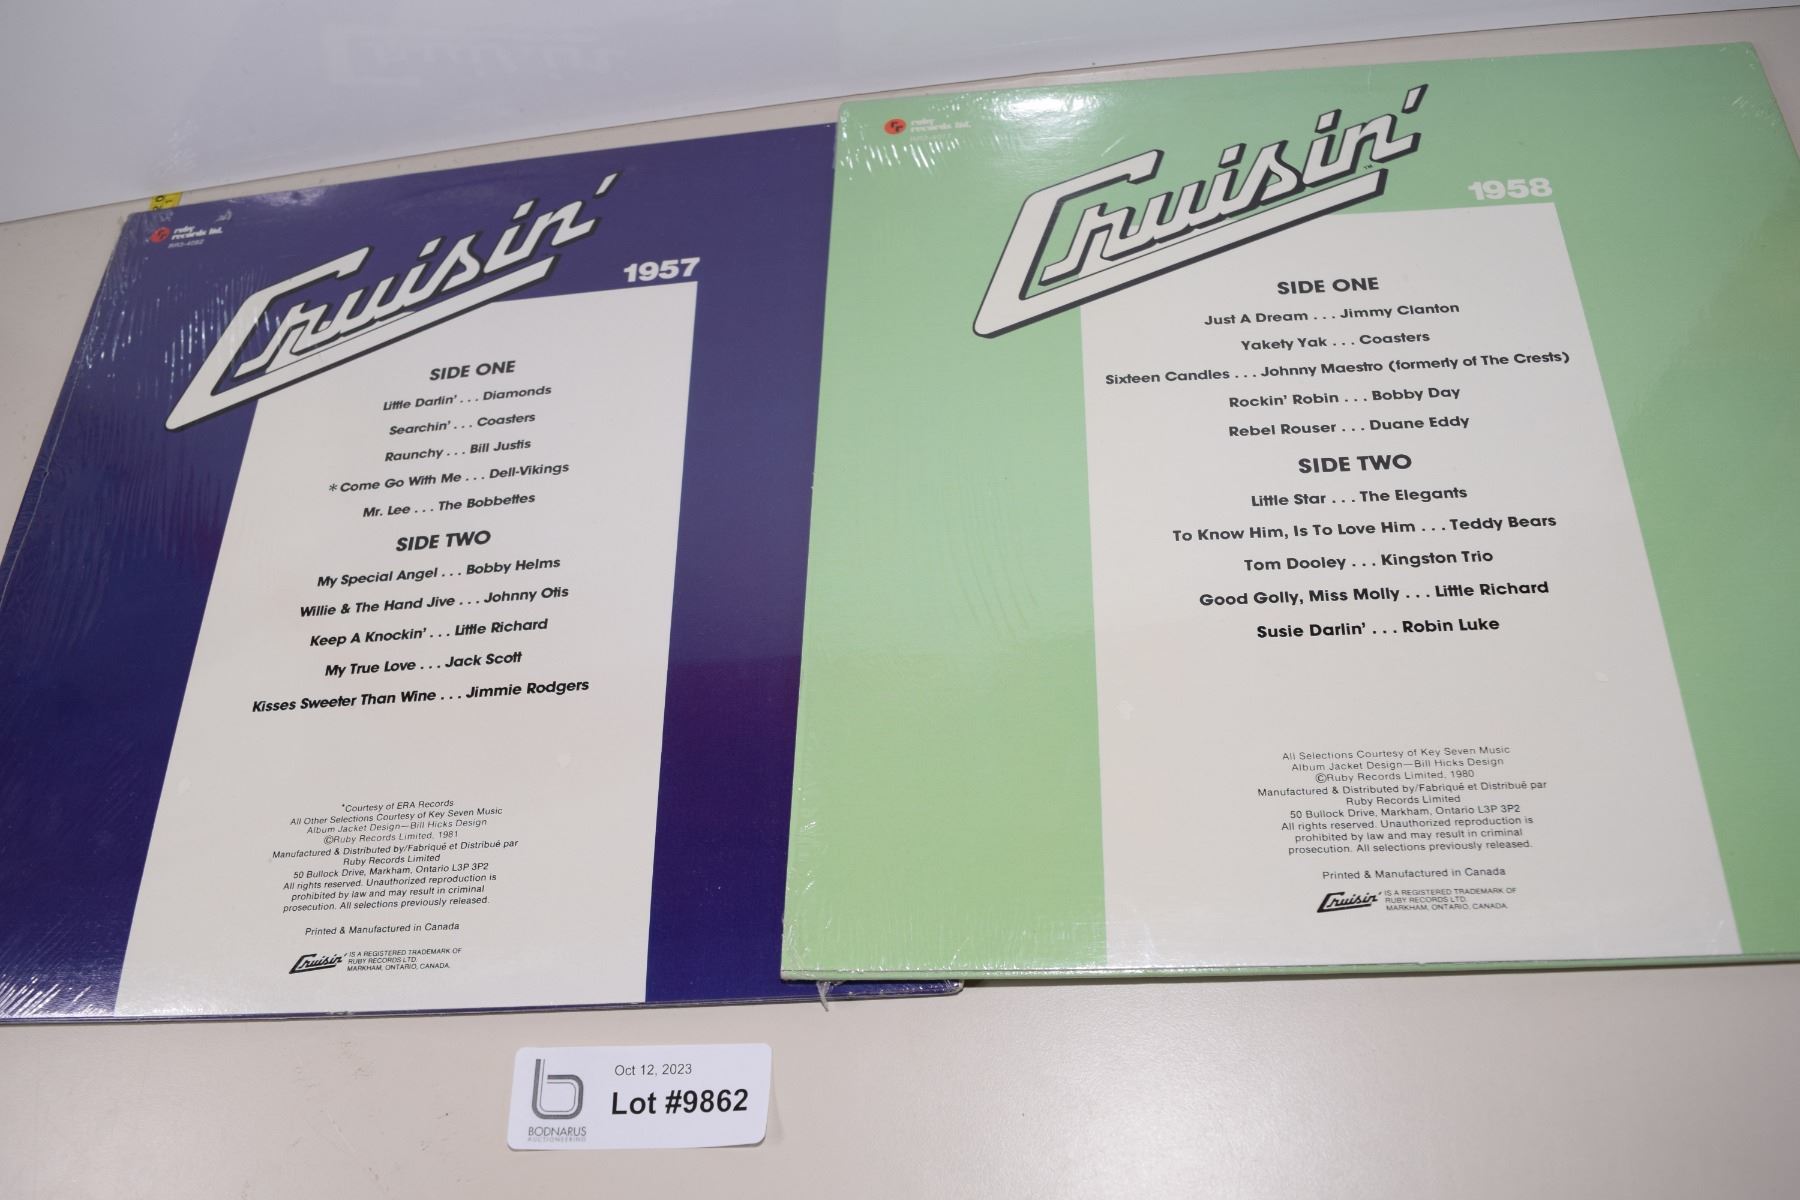 ruby
records ltd.
Cruisin'
1957
SIDE ONE
Little Darlin' . . . Diamonds
Searchin' . . . Coasters
Raunchy . . . Bill Justis
*Come Go With Me . . . Dell-Vikings
Mr. Lee . . . The Bobbettes
SIDE TWO
My Special Angel . . . Bobby Helms
Willie & The Hand Jive . . . Johnny Otis
Keep A Knockin' . . . Little Richard
My True Love . . . Jack Scott
Kisses Sweeter Than Wine . . . Jimmie Rodgers
*Courtesy of ERA Records
All Other Selections Courtesy of Key Seven Music
Album Jacket Design—Bill Hicks Design
©Ruby Records Limited, 1981
Manufactured & Distributed by/Fabriqué et Distribué par
Ruby Records Limited
50 Bullock Drive, Markham, Ontario L3P 3P2
All rights reserved. Unauthorized reproduction is
prohibited by law and may result in criminal
prosecution. All selections previously released.
Printed & Manufactured in Canada
Cruisin' IS A REGISTERED TRADEMARK OF
RUBY RECORDS LTD.
MARKHAM, ONTARIO, CANADA.
ruby
records ltd.
Cruisin'
TM
1958
SIDE ONE
Just A Dream . . . Jimmy Clanton
Yakety Yak . . . Coasters
Sixteen Candles . . . Johnny Maestro (formerly of The Crests)
Rockin' Robin . . . Bobby Day
Rebel Rouser . . . Duane Eddy
SIDE TWO
Little Star . . . The Elegants
To Know Him, Is To Love Him . . . Teddy Bears
Tom Dooley . . . Kingston Trio
Good Golly, Miss Molly . . . Little Richard
Susie Darlin' . . . Robin Luke
All Selections Courtesy of Key Seven Music
Album Jacket Design—Bill Hicks Design
©Ruby Records Limited, 1980
Manufactured & Distributed by/Fabriqué et Distribué par
Ruby Records Limited
50 Bullock Drive, Markham, Ontario L3P 3P2
All rights reserved. Unauthorized reproduction is
prohibited by law and may result in criminal
prosecution. All selections previously released.
Printed & Manufactured in Canada
Cruisin' IS A REGISTERED TRADEMARK OF
RUBY RECORDS LTD.
MARKHAM, ONTARIO, CANADA.
b
BODNARUS
AUCTIONEERING
Oct 12, 2023
Lot #9862